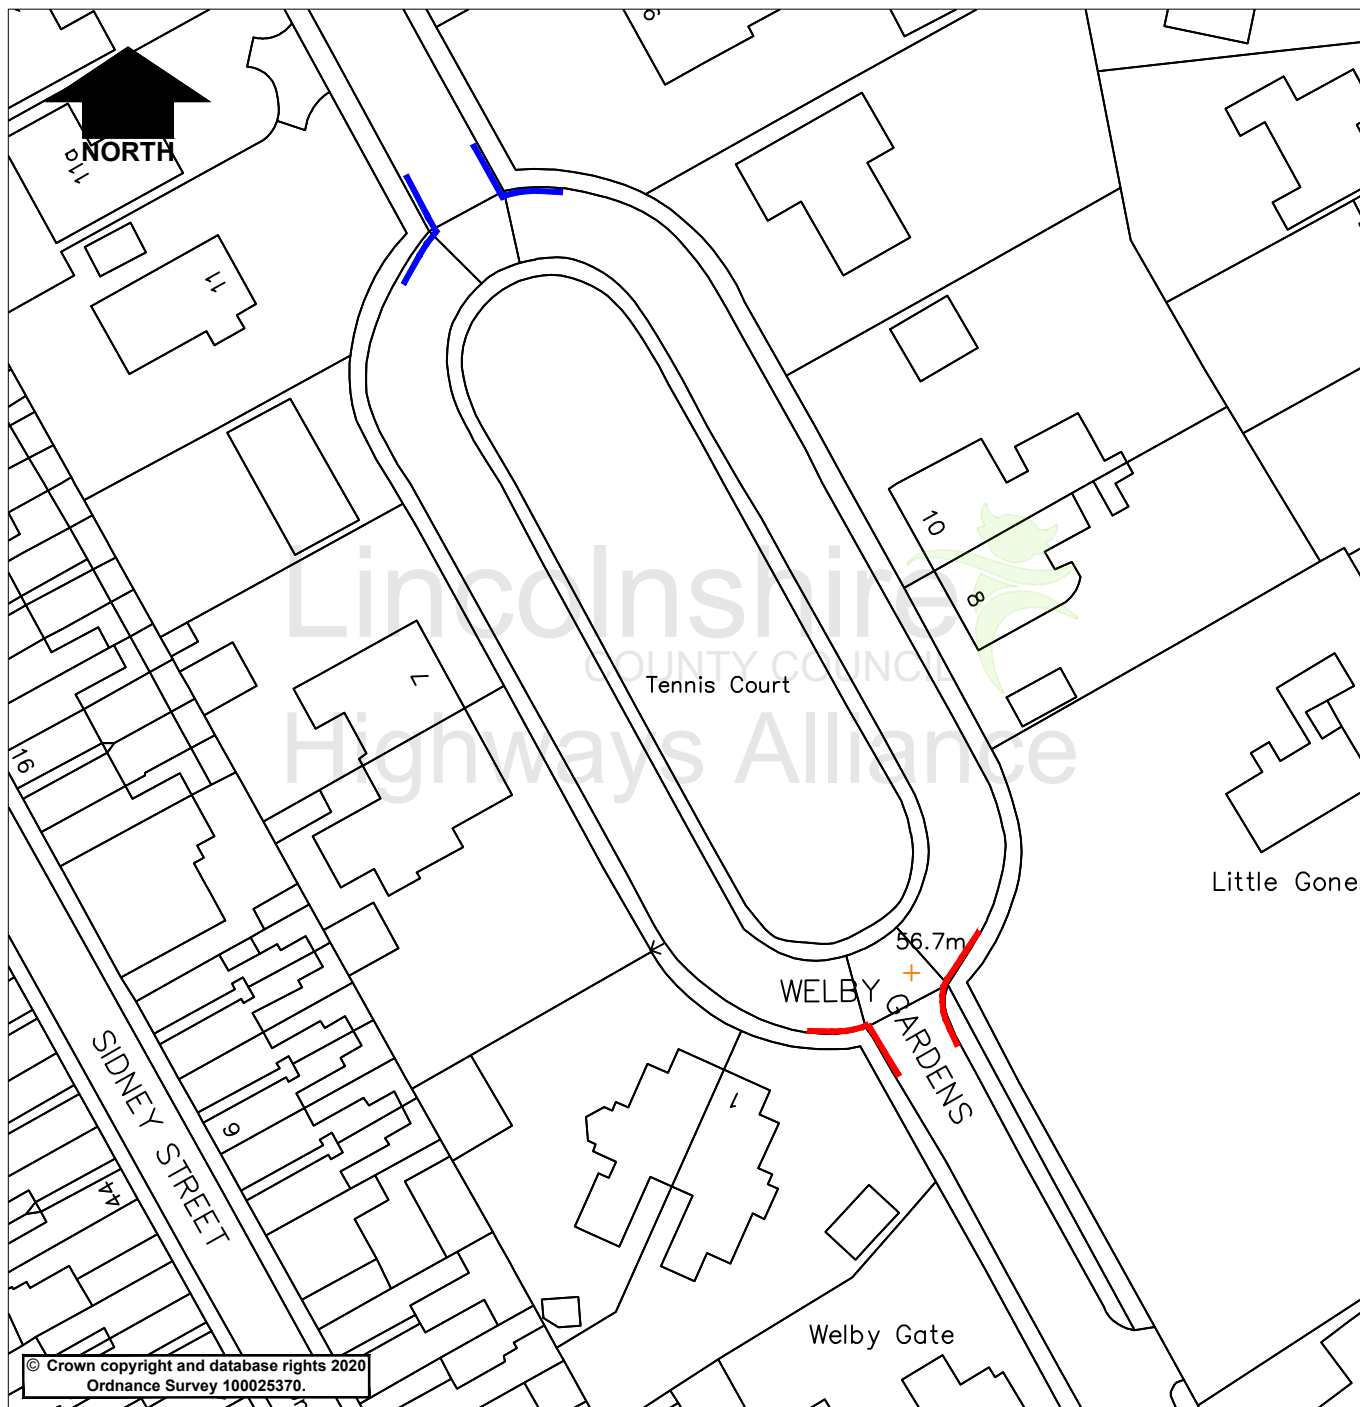 9
NORTH
11a
11
10
8
Lincolnshire
COUNTY COUNCIL
Highways Alliance
Tennis Court
7
16
Little Gone
56.7m
WELBY GARDENS
SIDNEY STREET
1
9
44
Welby Gate
© Crown copyright and database rights 2020
Ordnance Survey 100025370.